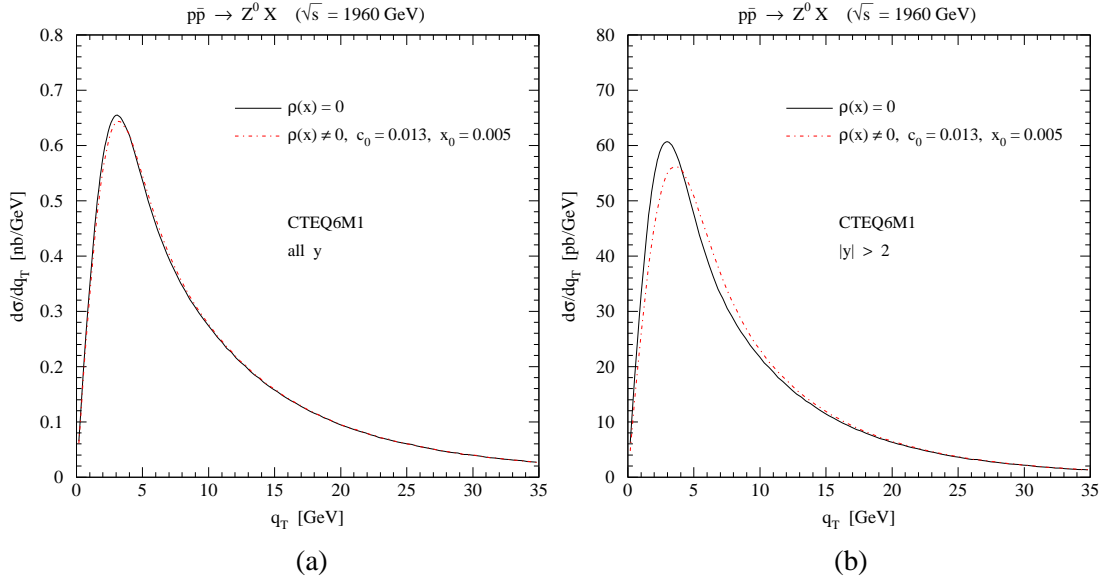 pp̄ → Z⁰ X (√s = 1960 GeV)
0.8
0.7
0.6
0.5
0.4
0.3
0.2
0.1
0
dσ/dq_T [nb/GeV]
ρ(x) = 0
ρ(x) ≠ 0, c₀ = 0.013, x₀ = 0.005
CTEQ6M1
all y
0 5 10 15 20 25 30 35
q_T [GeV]
(a)
pp̄ → Z⁰ X (√s = 1960 GeV)
80
70
60
50
40
30
20
10
0
dσ/dq_T [pb/GeV]
ρ(x) = 0
ρ(x) ≠ 0, c₀ = 0.013, x₀ = 0.005
CTEQ6M1
|y| > 2
0 5 10 15 20 25 30 35
q_T [GeV]
(b)